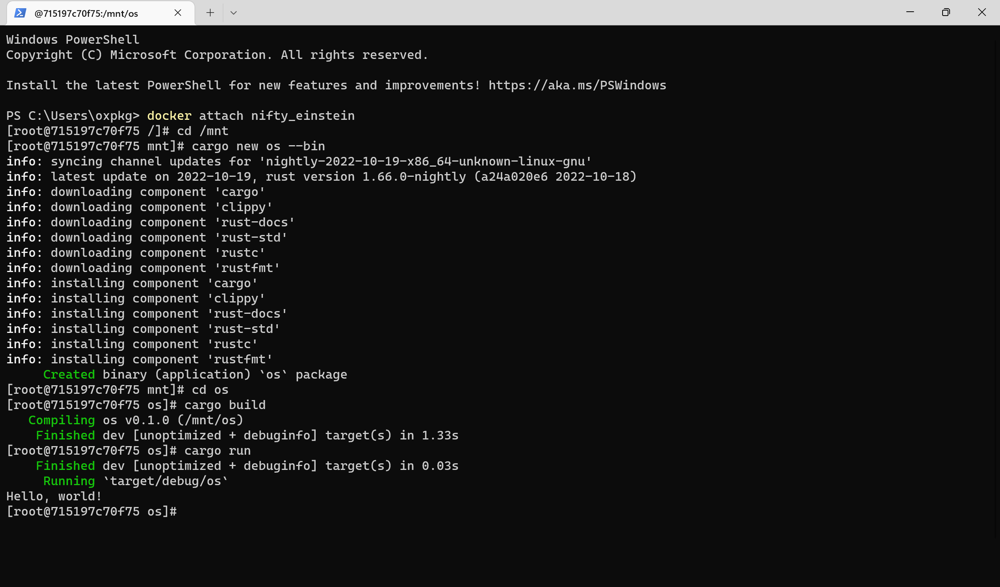 @715197c70f75:/mnt/os
Windows PowerShell
Copyright (C) Microsoft Corporation. All rights reserved.
Install the latest PowerShell for new features and improvements! https://aka.ms/PSWindows
PS C:\Users\oxpkg> docker attach nifty_einstein
[root@715197c70f75 /]# cd /mnt
[root@715197c70f75 mnt]# cargo new os --bin
info: syncing channel updates for 'nightly-2022-10-19-x86_64-unknown-linux-gnu'
info: latest update on 2022-10-19, rust version 1.66.0-nightly (a24a020e6 2022-10-18)
info: downloading component 'cargo'
info: downloading component 'clippy'
info: downloading component 'rust-docs'
info: downloading component 'rust-std'
info: downloading component 'rustc'
info: downloading component 'rustfmt'
info: installing component 'cargo'
info: installing component 'clippy'
info: installing component 'rust-docs'
info: installing component 'rust-std'
info: installing component 'rustc'
info: installing component 'rustfmt'
     Created binary (application) `os` package
[root@715197c70f75 mnt]# cd os
[root@715197c70f75 os]# cargo build
   Compiling os v0.1.0 (/mnt/os)
    Finished dev [unoptimized + debuginfo] target(s) in 1.33s
[root@715197c70f75 os]# cargo run
    Finished dev [unoptimized + debuginfo] target(s) in 0.03s
     Running `target/debug/os`
Hello, world!
[root@715197c70f75 os]#